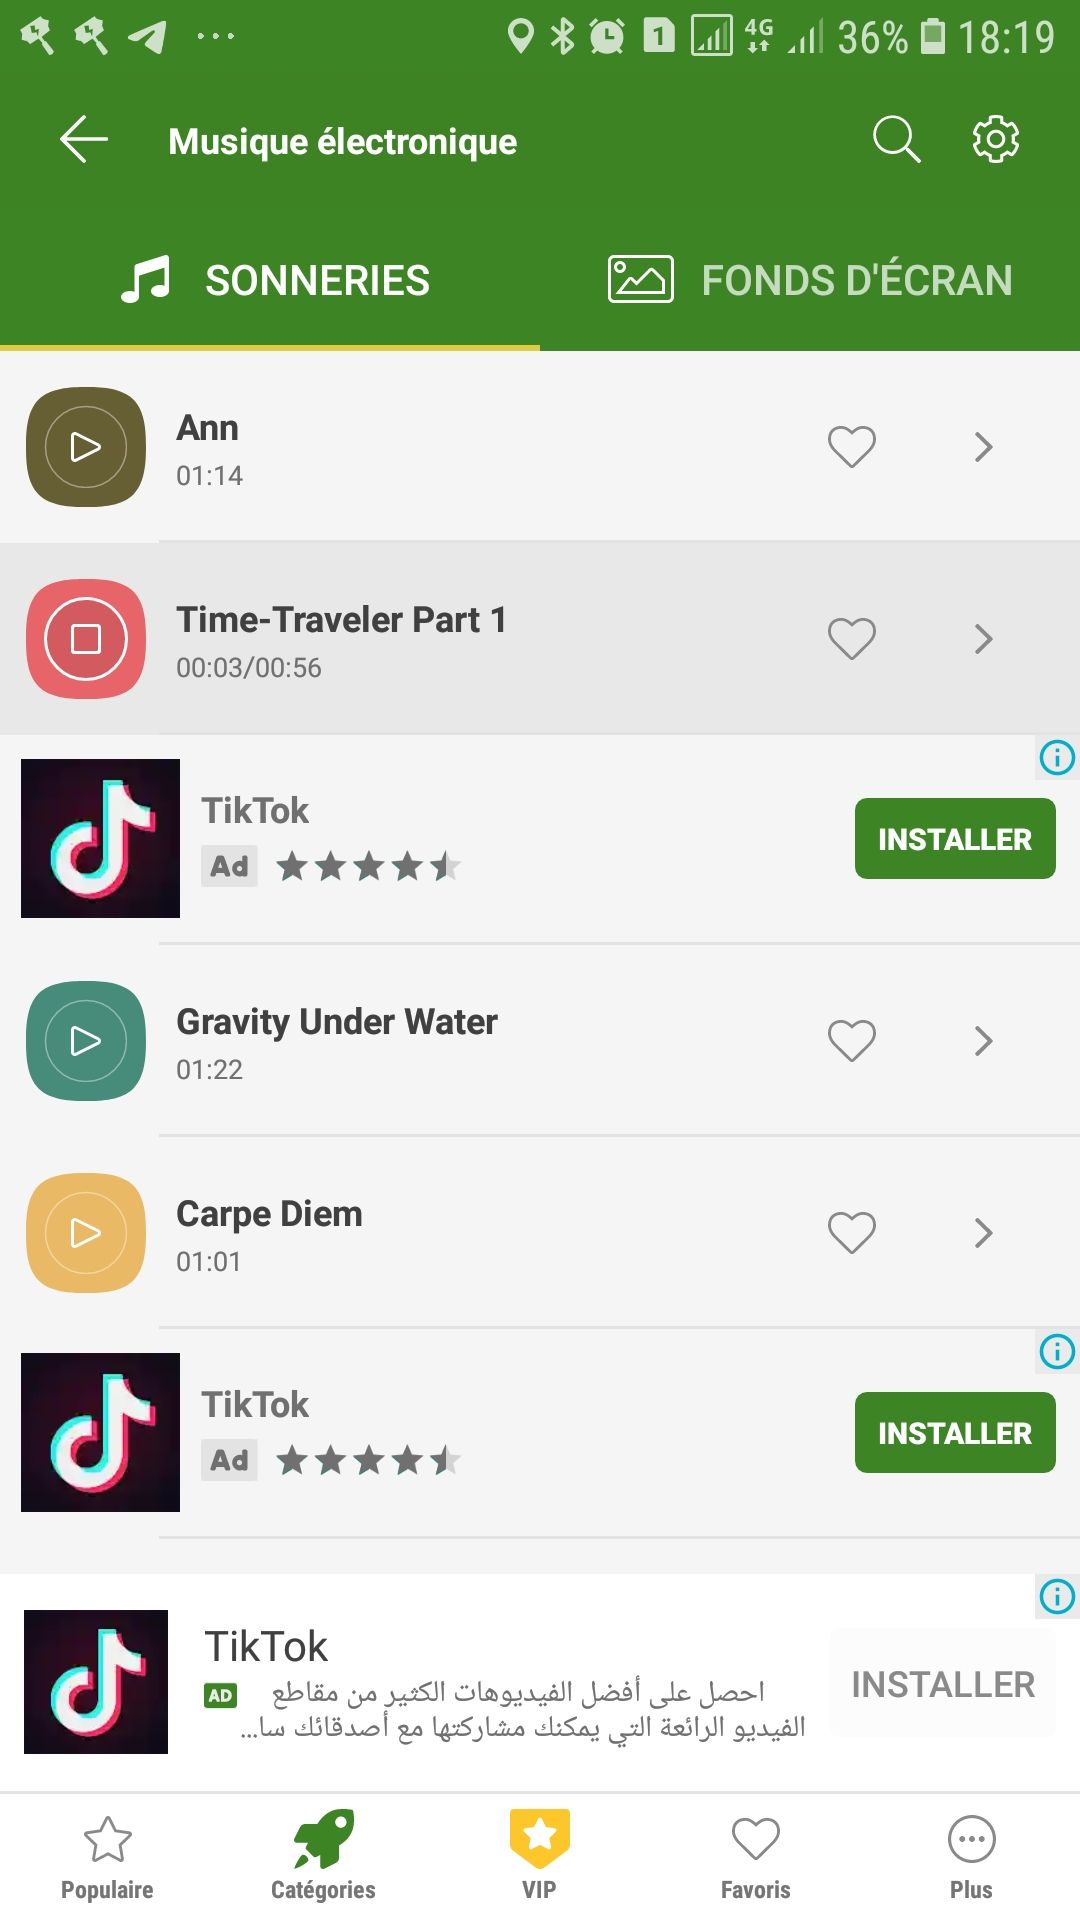 1
4G
36%
18:19
Musique électronique
SONNERIES
FONDS D'ÉCRAN
Ann
01:14
Time-Traveler Part 1
00:03/00:56
TikTok
INSTALLER
Ad
Gravity Under Water
01:22
Carpe Diem
01:01
TikTok
INSTALLER
Ad
TikTok
AD
احصل على أفضل الفيديوهات الكثير من مقاطع
الفيديو الرائعة التي يمكنك مشاركتها مع أصدقائك سا...
INSTALLER
Populaire
Catégories
VIP
Favoris
Plus